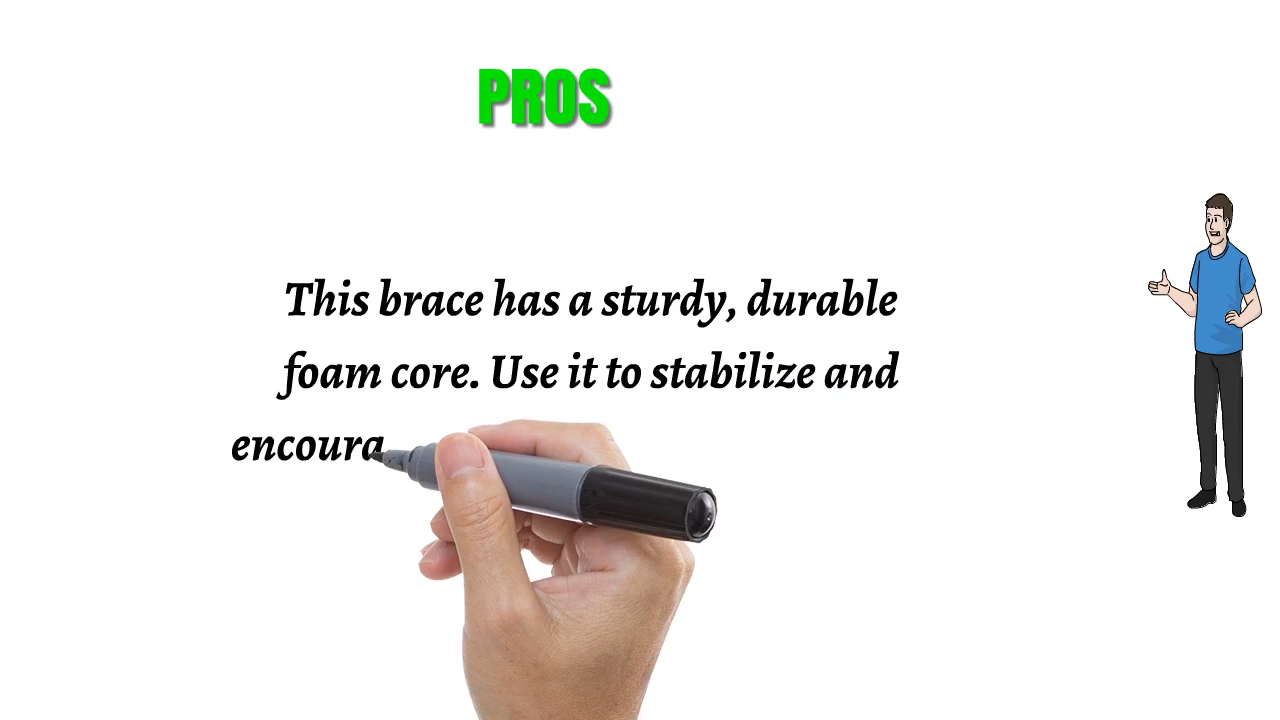 PROS
This brace has a sturdy, durable
foam core. Use it to stabilize and
encoura